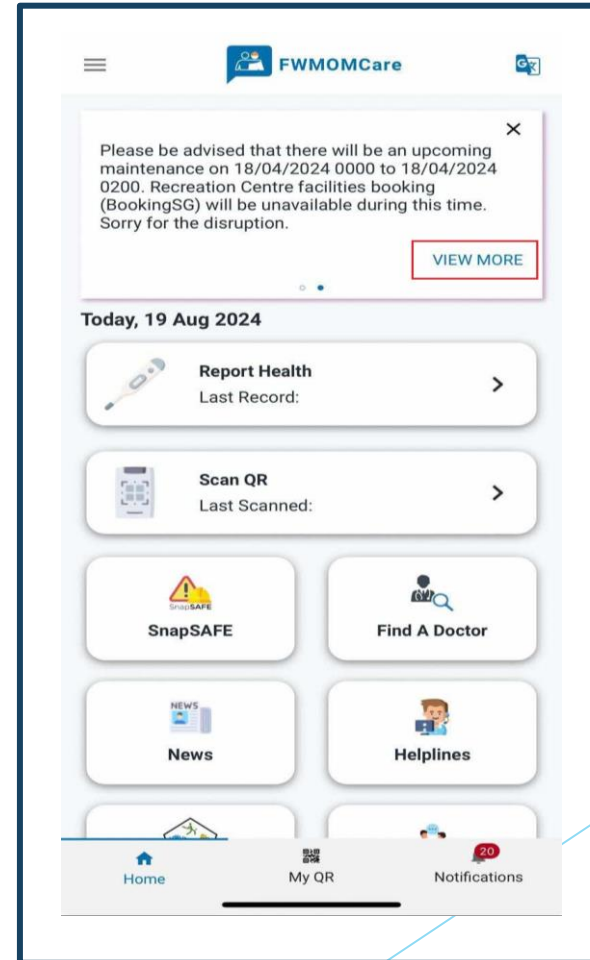 FWMOMCare
Please be advised that there will be an upcoming
maintenance on 18/04/2024 0000 to 18/04/2024
0200. Recreation Centre facilities booking
(BookingSG) will be unavailable during this time.
Sorry for the disruption.
VIEW MORE
Today, 19 Aug 2024
Report Health
Last Record:
Scan QR
Last Scanned:
SnapSAFE
SnapSAFE
Find A Doctor
NEWS
News
Helplines
20
Home
My QR
Notifications